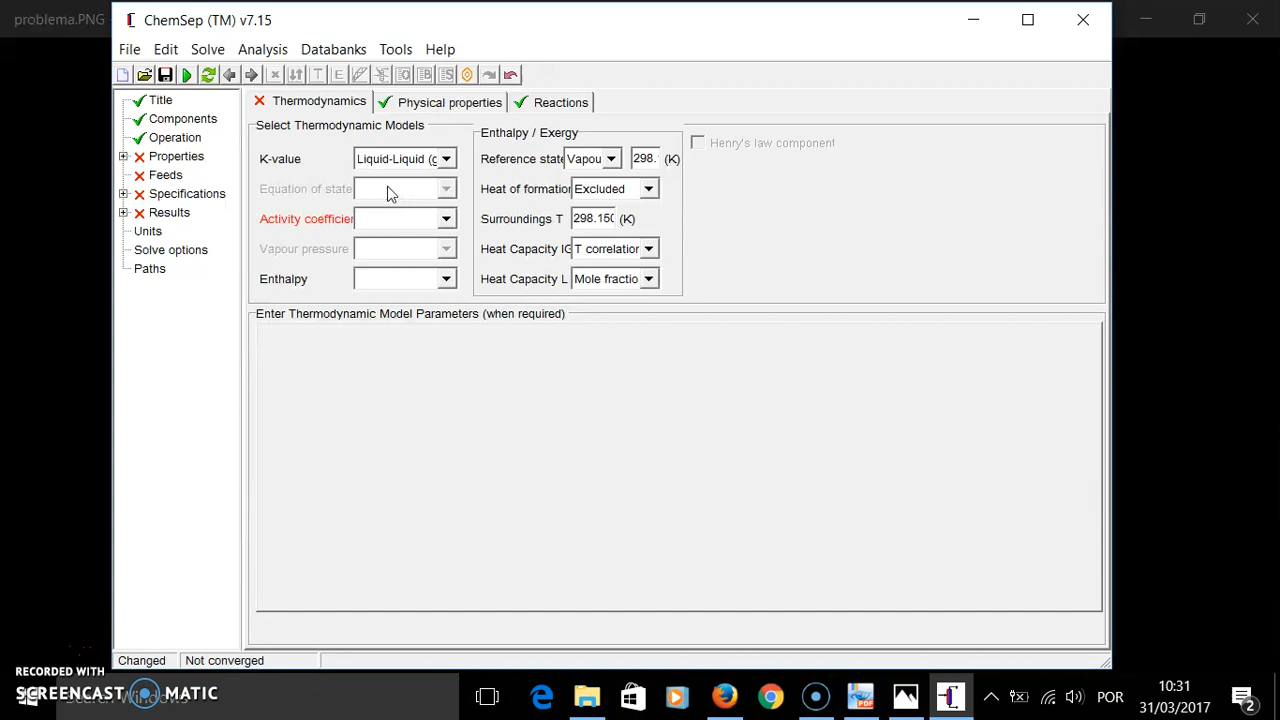 problema.PNG
ChemSep (TM) v7.15
File Edit Solve Analysis Databanks Tools Help
Title
Components
Operation
Properties
Feeds
Specifications
Results
Units
Solve options
Paths
Thermodynamics Physical properties Reactions
Select Thermodynamic Models
K-value Liquid-Liquid (g
Equation of state
Activity coefficier
Vapour pressure
Enthalpy
Enthalpy / Exergy
Reference state Vapou 298. (K)
Heat of formation Excluded
Surroundings T 298.150 (K)
Heat Capacity IG T correlation
Heat Capacity L Mole fractio
Henry's law component
Enter Thermodynamic Model Parameters (when required)
Changed Not converged
RECORDED WITH
SCREENCAST MATIC
Windows
POR
10:31
31/03/2017
2